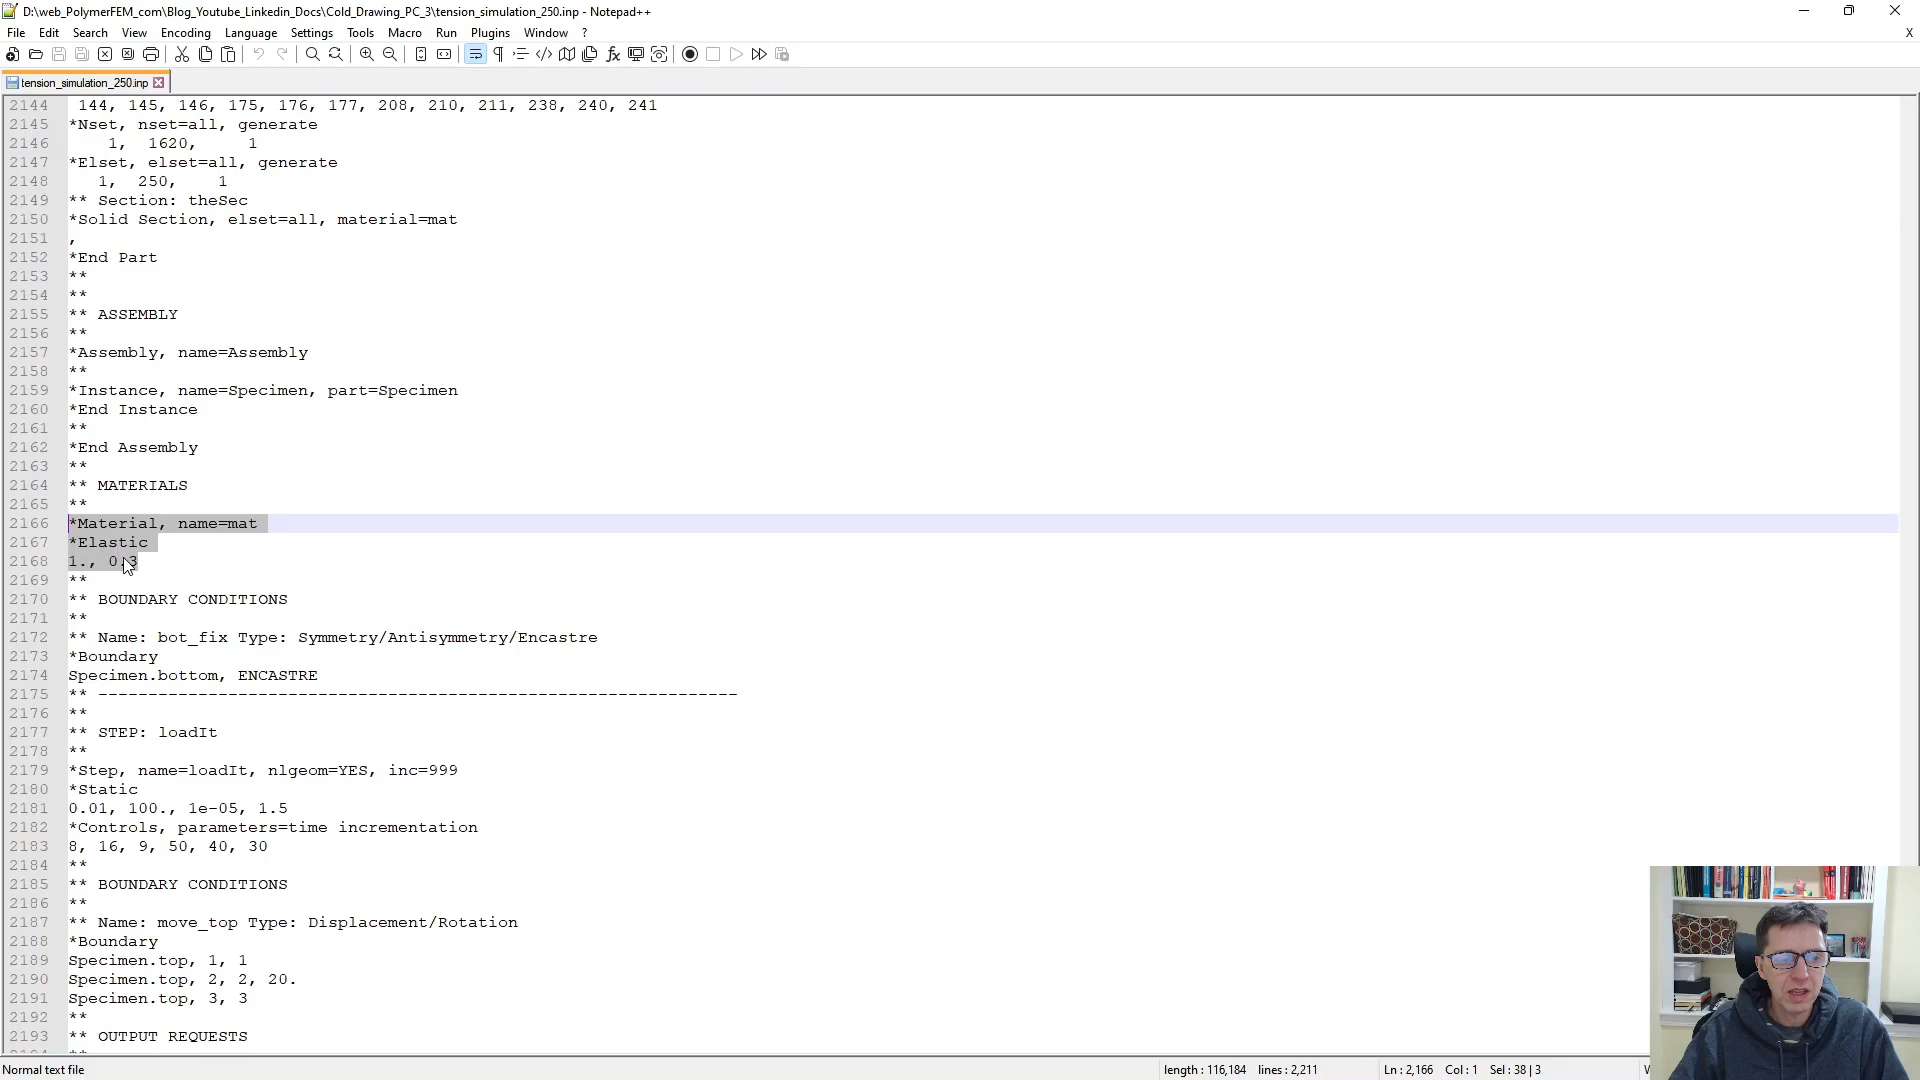 D:\web_PolymerFEM_com\Blog_Youtube_Linkedin_Docs\Cold_Drawing_PC_3\tension_simulation_250.inp - Notepad++
File Edit Search View Encoding Language Settings Tools Macro Run Plugins Window ? X
tension_simulation_250.inp
2144 144, 145, 146, 175, 176, 177, 208, 210, 211, 238, 240, 241
2145 *Nset, nset=all, generate
2146 1, 1620, 1
2147 *Elset, elset=all, generate
2148 1, 250, 1
2149 ** Section: theSec
2150 *Solid Section, elset=all, material=mat
2151 ,
2152 *End Part
2153 **
2154 **
2155 ** ASSEMBLY
2156 **
2157 *Assembly, name=Assembly
2158 **
2159 *Instance, name=Specimen, part=Specimen
2160 *End Instance
2161 **
2162 *End Assembly
2163 **
2164 ** MATERIALS
2165 **
2166 *Material, name=mat
2167 *Elastic
2168 1., 0.3
2169 **
2170 ** BOUNDARY CONDITIONS
2171 **
2172 ** Name: bot_fix Type: Symmetry/Antisymmetry/Encastre
2173 *Boundary
2174 Specimen.bottom, ENCASTRE
2175 ** ----------------------------------------------------------------
2176 **
2177 ** STEP: loadIt
2178 **
2179 *Step, name=loadIt, nlgeom=YES, inc=999
2180 *Static
2181 0.01, 100., 1e-05, 1.5
2182 *Controls, parameters=time incrementation
2183 8, 16, 9, 50, 40, 30
2184 **
2185 ** BOUNDARY CONDITIONS
2186 **
2187 ** Name: move_top Type: Displacement/Rotation
2188 *Boundary
2189 Specimen.top, 1, 1
2190 Specimen.top, 2, 2, 20.
2191 Specimen.top, 3, 3
2192 **
2193 ** OUTPUT REQUESTS
Normal text file length : 116,184 lines : 2,211 Ln : 2,166 Col : 1 Sel : 38 | 3